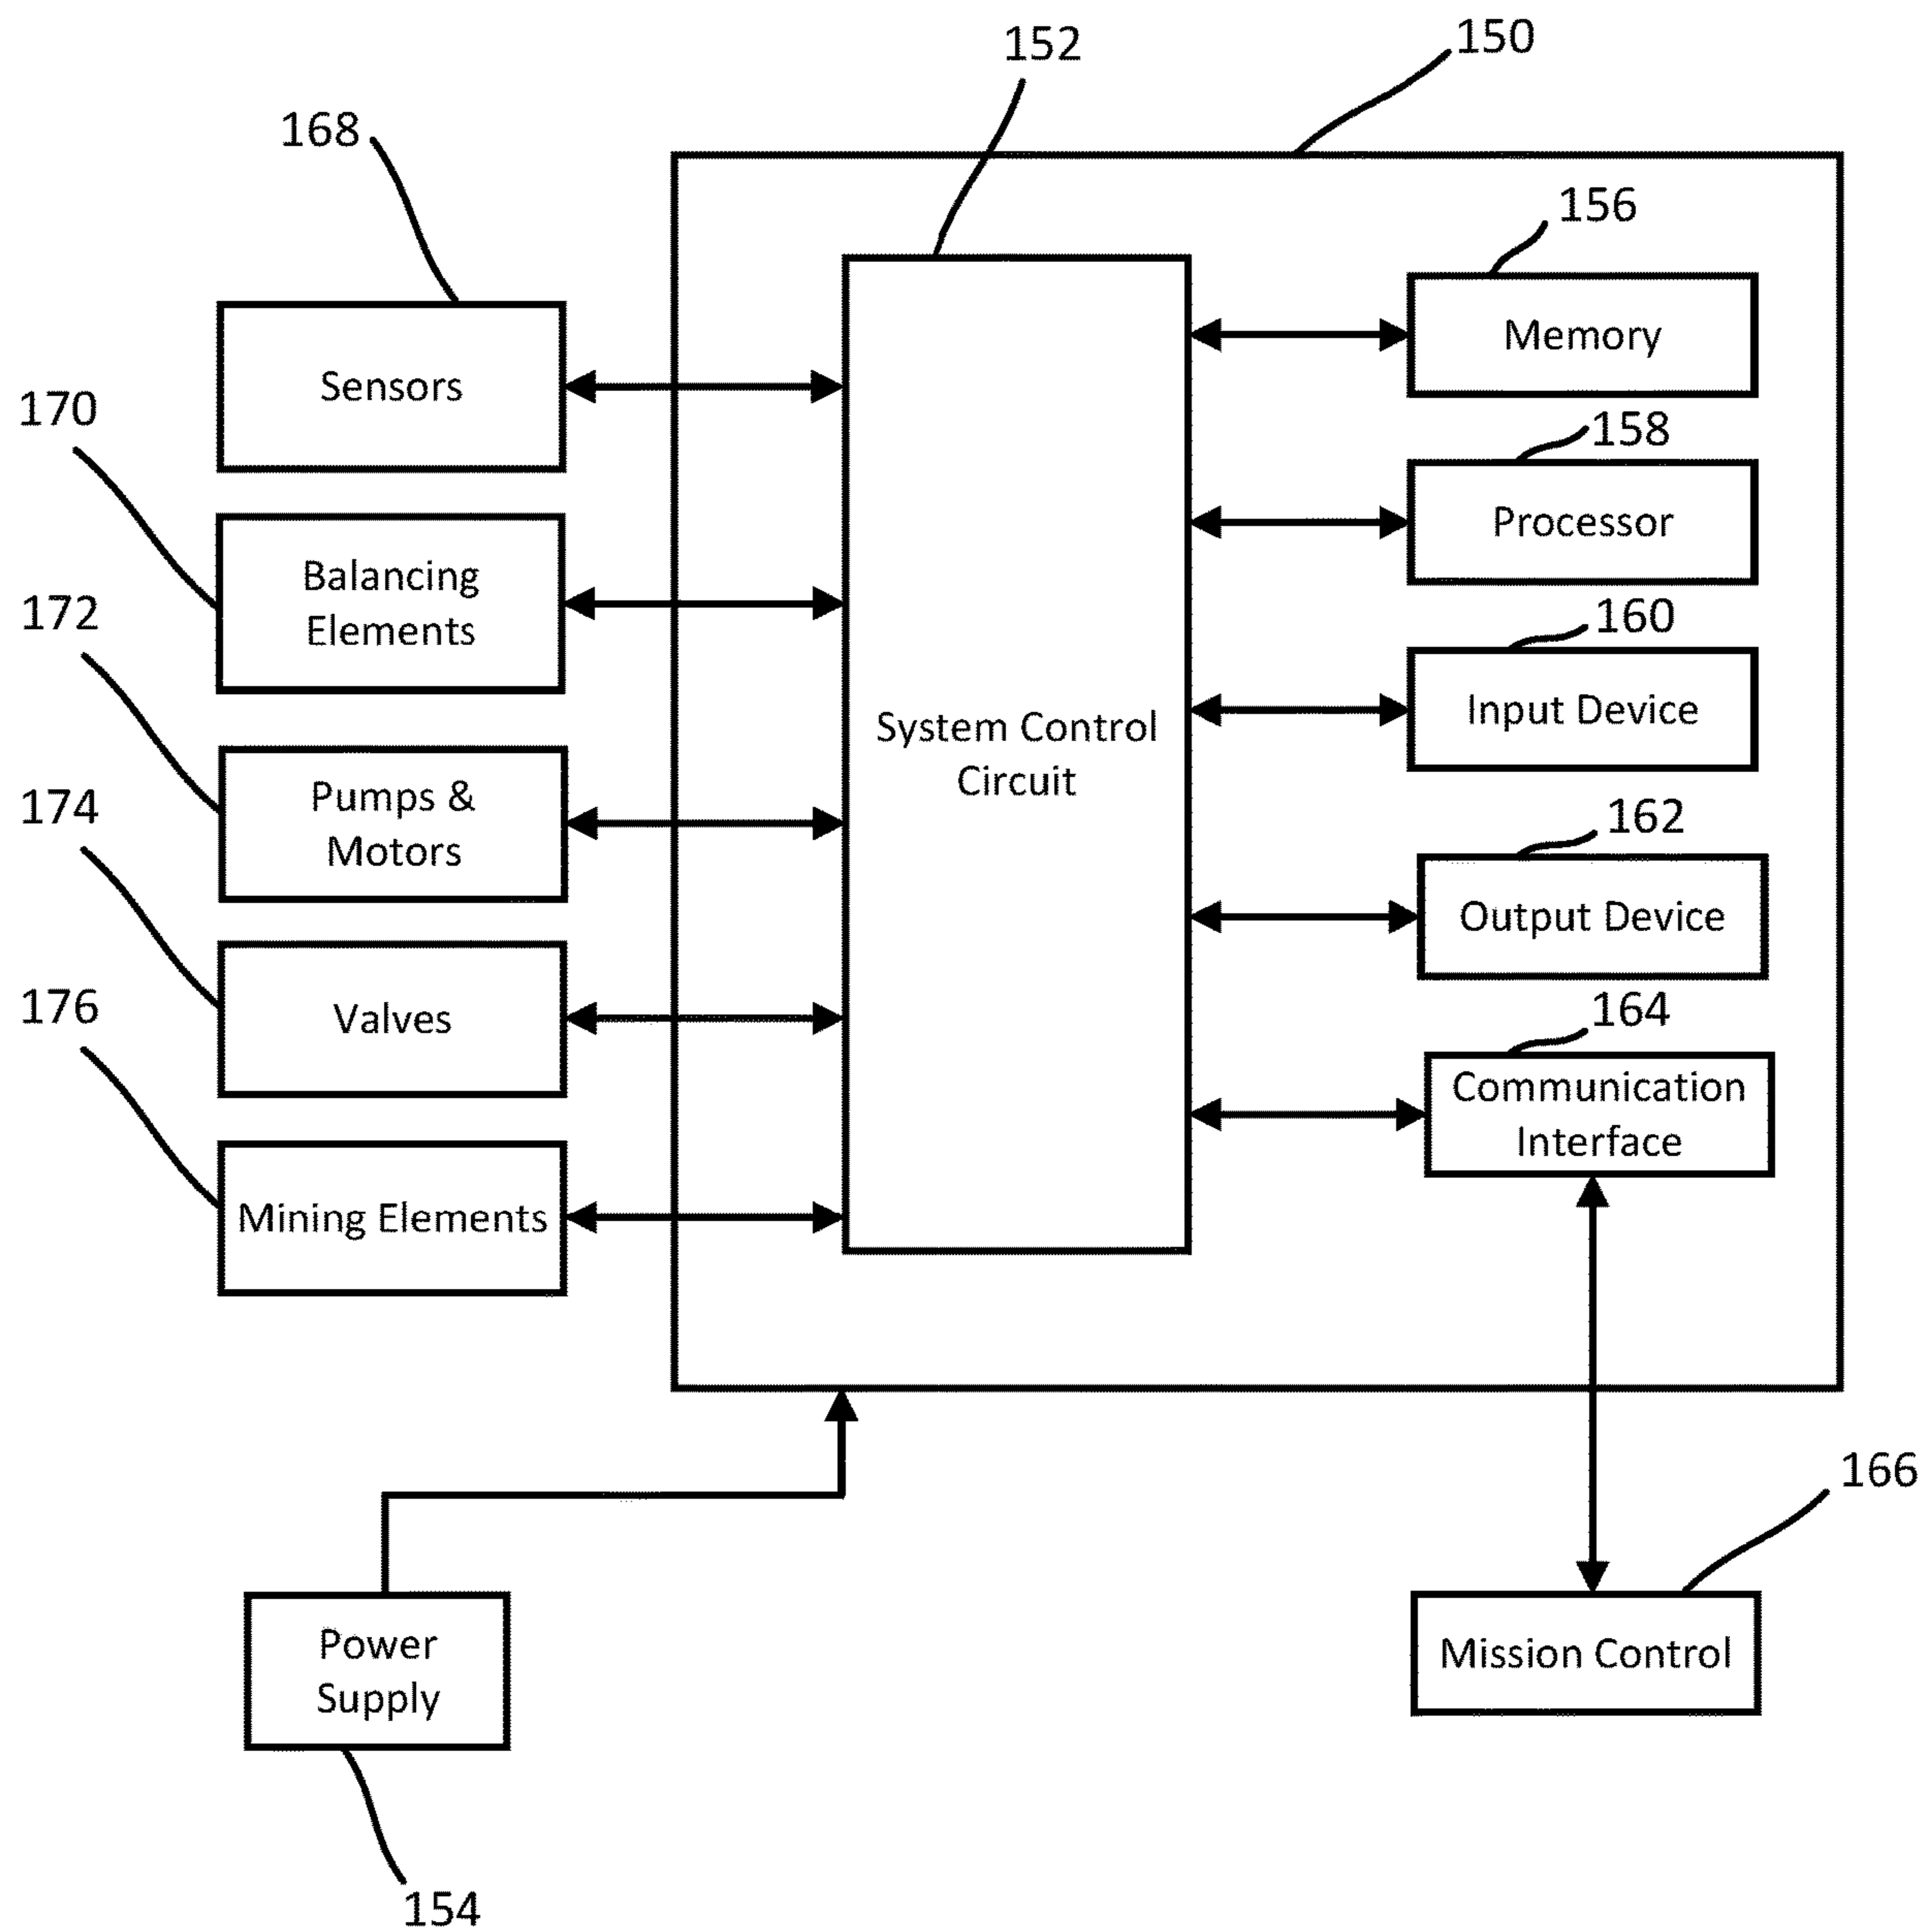 152
150
168
156
Memory
Sensors
170
158
Processor
Balancing
Elements
172
160
Input Device
System Control
Circuit
Pumps &
Motors
174
162
Output Device
Valves
176
164
Communication
Interface
Mining Elements
166
Power
Supply
Mission Control
154